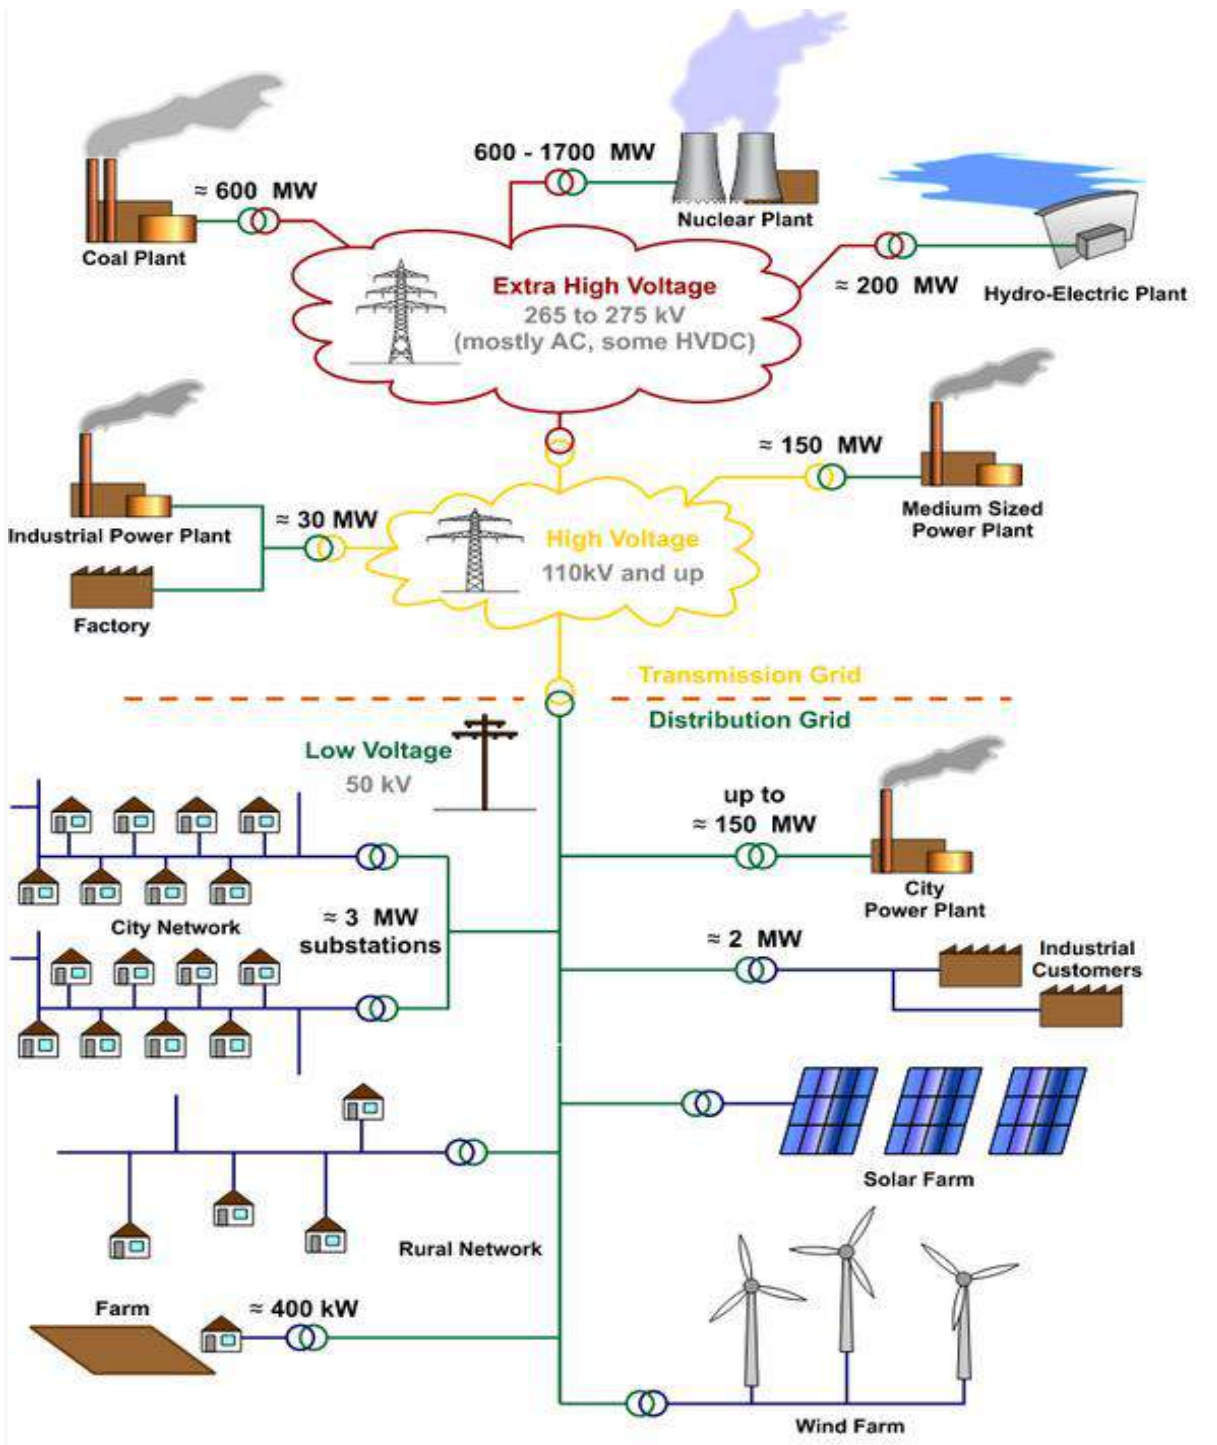 600 - 1700 MW
≈ 600 MW
Nuclear Plant
Coal Plant
≈ 200 MW
Hydro-Electric Plant
Extra High Voltage
265 to 275 kV
(mostly AC, some HVDC)
≈ 150 MW
Medium Sized
Power Plant
≈ 30 MW
Industrial Power Plant
Factory
High Voltage
110kV and up
Transmission Grid
Distribution Grid
Low Voltage
50 kV
up to
≈ 150 MW
City
Power Plant
City Network
≈ 3 MW
substations
≈ 2 MW
Industrial
Customers
Solar Farm
Rural Network
Farm
≈ 400 kW
Wind Farm